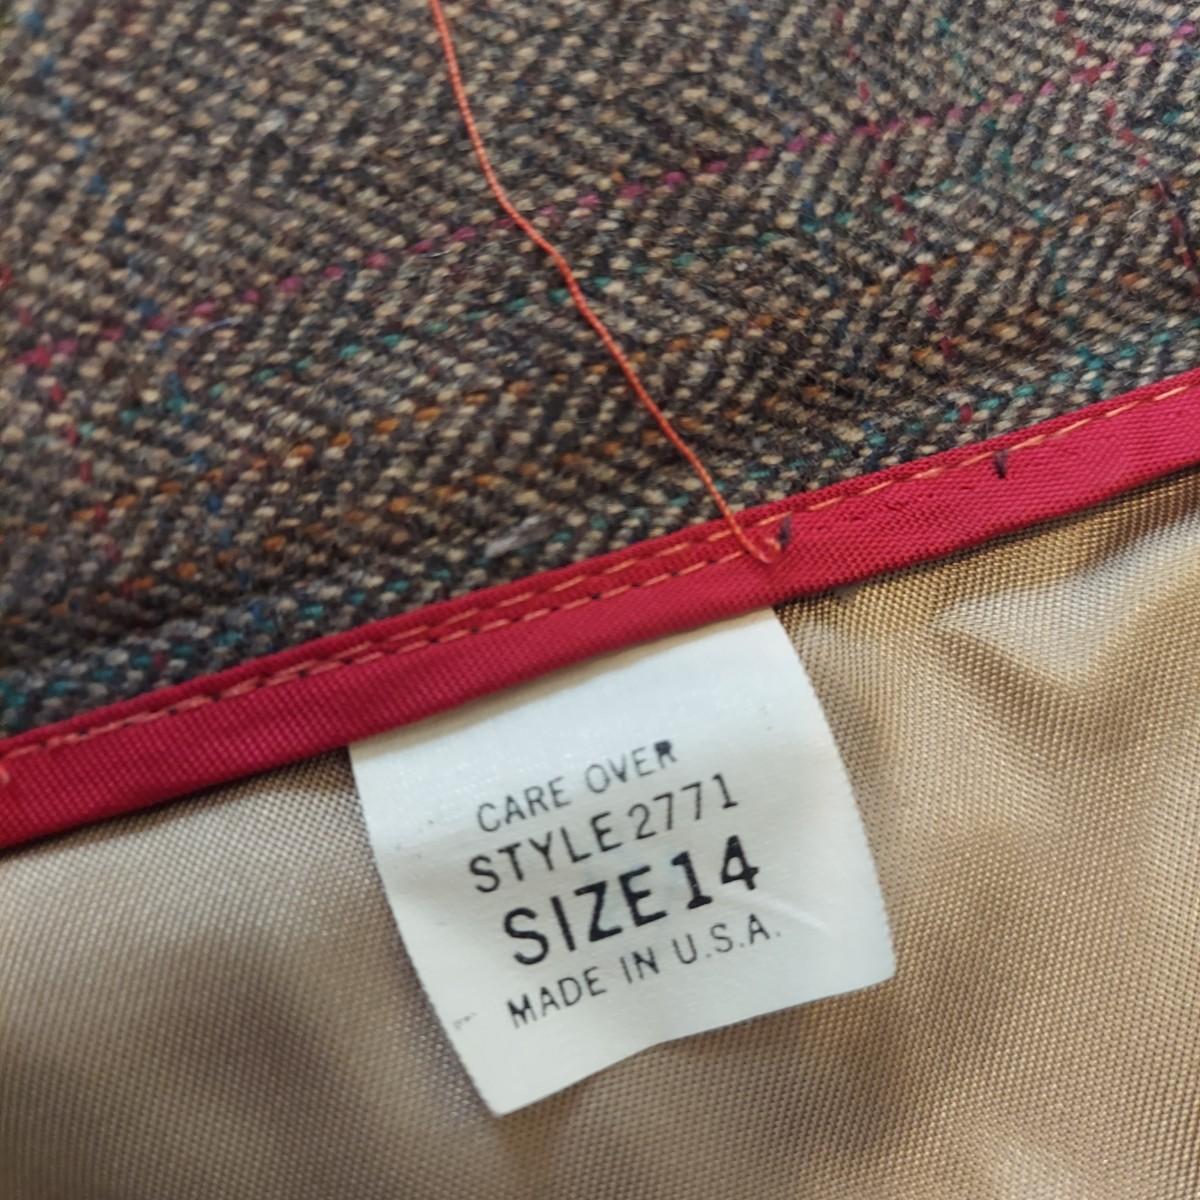 CARE OVER
STYLE 2771
SIZE 14
MADE IN U.S.A.